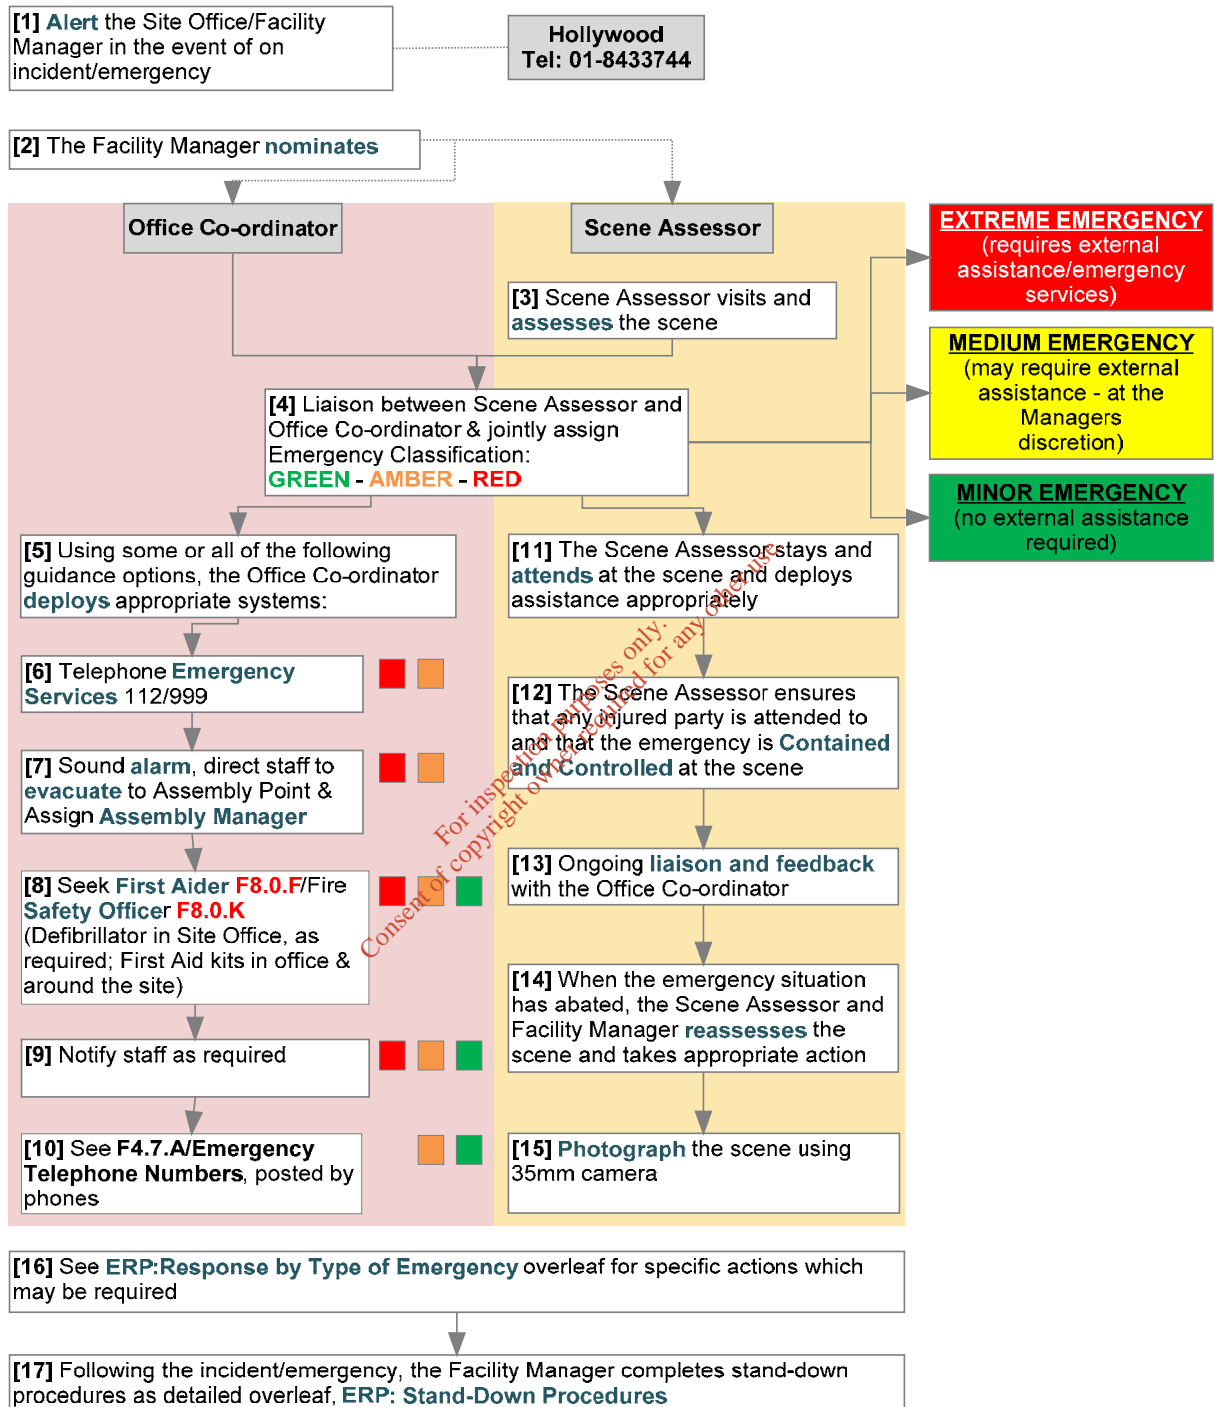 [1] Alert the Site Office/Facility
Manager in the event of on
incident/emergency
Hollywood
Tel: 01-8433744
[2] The Facility Manager nominates
Office Co-ordinator
Scene Assessor
EXTREME EMERGENCY
(requires external
assistance/emergency
services)
[3] Scene Assessor visits and
assesses the scene
MEDIUM EMERGENCY
(may require external
assistance - at the
Managers
discretion)
[4] Liaison between Scene Assessor and
Office Co-ordinator & jointly assign
Emergency Classification:
GREEN - AMBER - RED
MINOR EMERGENCY
(no external assistance
required)
[5] Using some or all of the following
guidance options, the Office Co-ordinator
deploys appropriate systems:
[6] Telephone Emergency
Services 112/999
[7] Sound alarm, direct staff to
evacuate to Assembly Point &
Assign Assembly Manager
[8] Seek First Aider F8.0.F/Fire
Safety Officer F8.0.K
(Defibrillator in Site Office, as
required; First Aid kits in office &
around the site)
[9] Notify staff as required
[10] See F4.7.A/Emergency
Telephone Numbers, posted by
phones
[11] The Scene Assessor stays and
attends at the scene and deploys
assistance appropriately
[12] The Scene Assessor ensures
that any injured party is attended to
and that the emergency is Contained
and Controlled at the scene
[13] Ongoing liaison and feedback
with the Office Co-ordinator
[14] When the emergency situation
has abated, the Scene Assessor and
Facility Manager reassesses the
scene and takes appropriate action
[15] Photograph the scene using
35mm camera
For inspection purposes only.
Consent of copyright owner required for any other use
[16] See ERP:Response by Type of Emergency overleaf for specific actions which
may be required
[17] Following the incident/emergency, the Facility Manager completes stand-down
procedures as detailed overleaf, ERP: Stand-Down Procedures